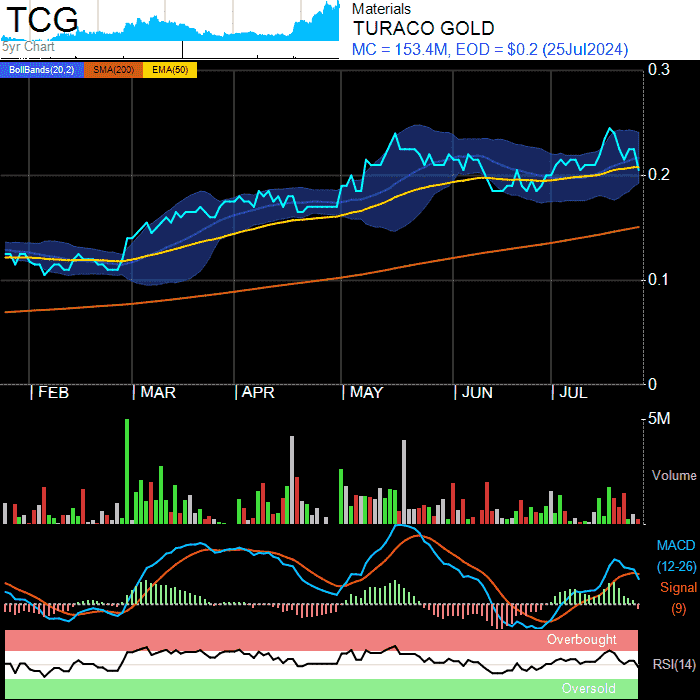 TCG
5yr Chart
Materials
TURACO GOLD
MC = 153.4M, EOD = $0.2 (25Jul2024)
BollBands(20,2) SMA(200) EMA(50)
0.3
0.2
0.1
0
FEB MAR APR MAY JUN JUL
5M
Volume
MACD
(12-26)
Signal
(9)
Overbought
RSI(14)
Oversold